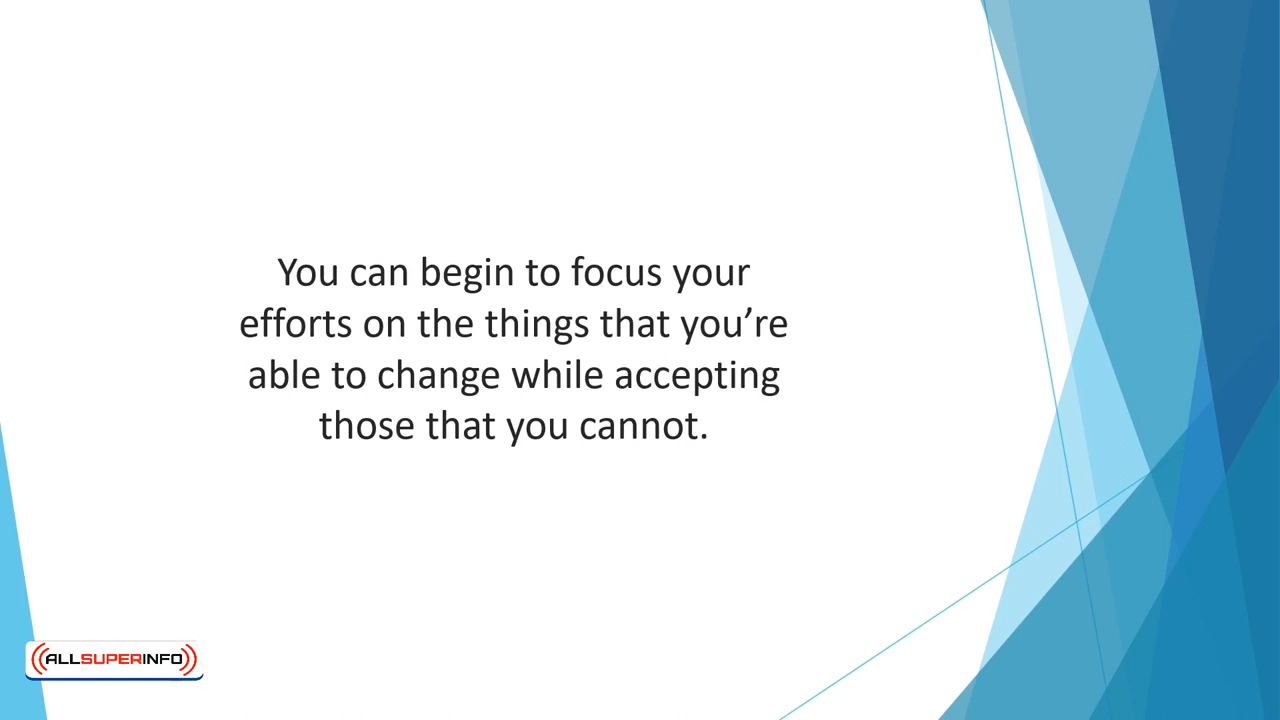 You can begin to focus your
efforts on the things that you’re
able to change while accepting
those that you cannot.
ALLSUPERINFO